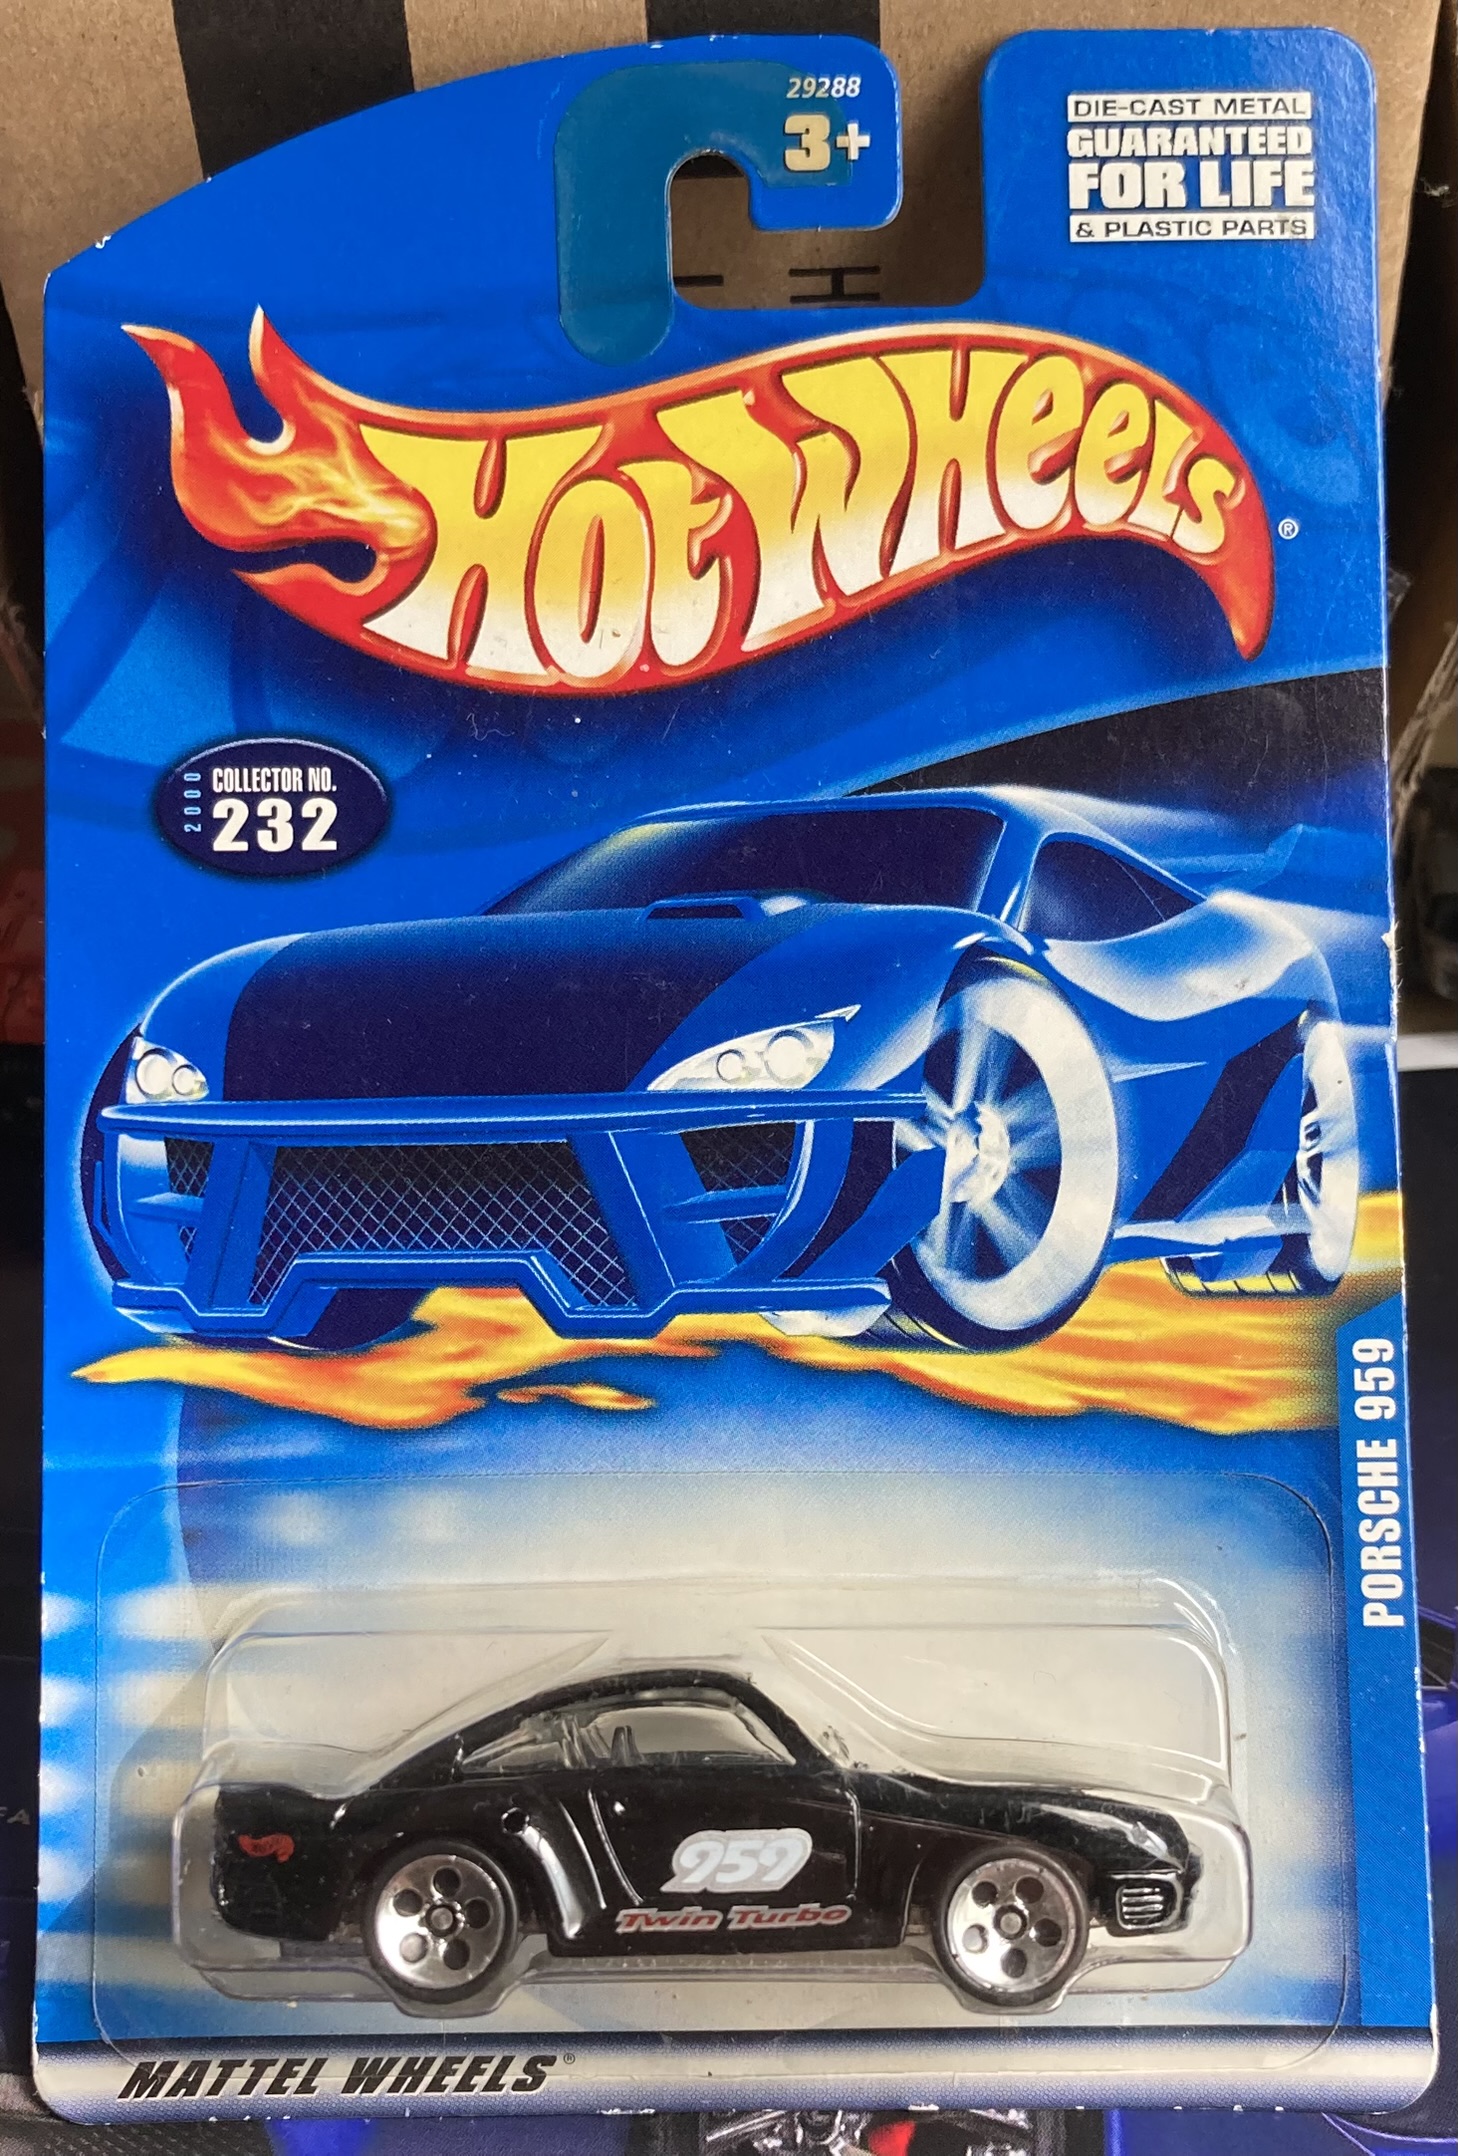 29288
3+
DIE-CAST METAL
GUARANTEED
FOR LIFE
& PLASTIC PARTS
Hot Wheels®
2000
COLLECTOR NO.
232
PORSCHE 959
959
Twin Turbo
MATTEL WHEELS®